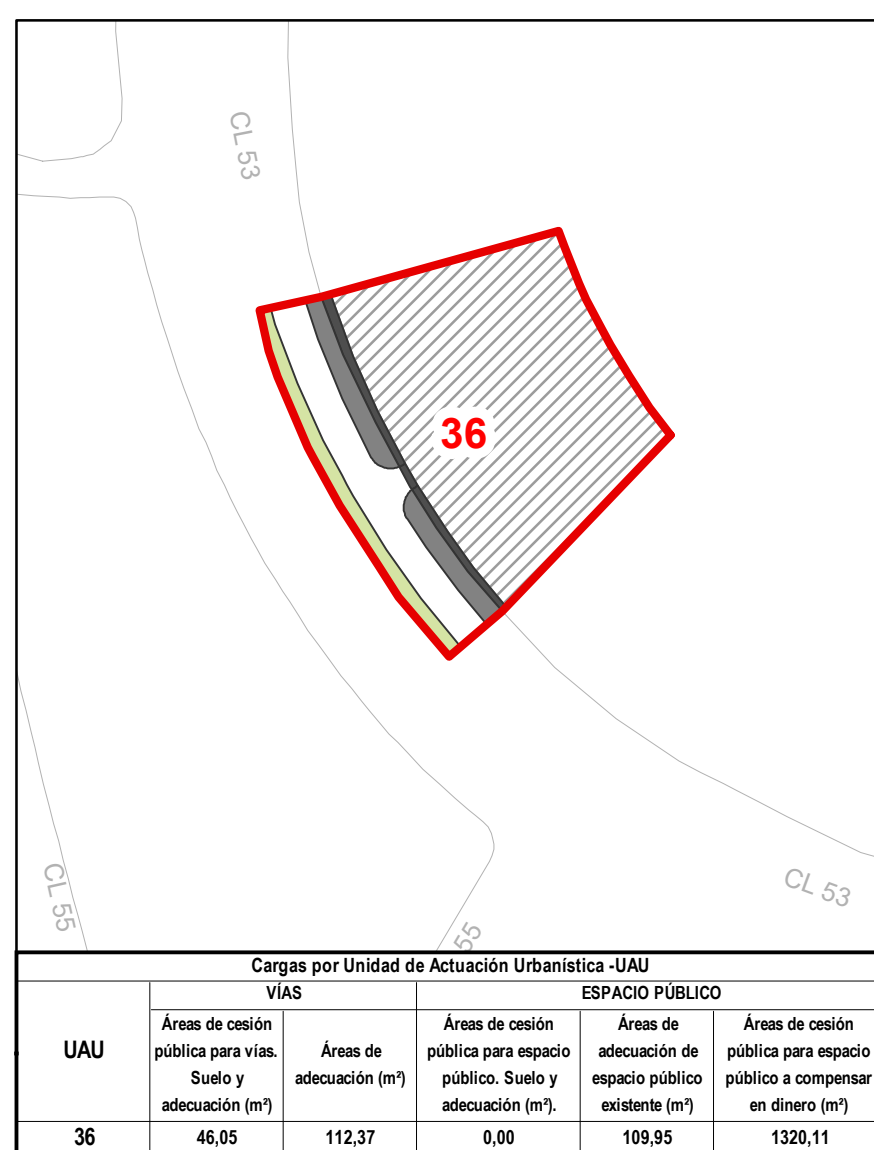 CL 53
36
CL 55
55
CL 53
Cargas por Unidad de Actuación Urbanística -UAU
UAU
VÍAS
ESPACIO PÚBLICO
Áreas de cesión
pública para vías.
Suelo y
adecuación (m²)
Áreas de
adecuación (m²)
Áreas de cesión
pública para espacio
público. Suelo y
adecuación (m²).
Áreas de
adecuación de
espacio público
existente (m²)
Áreas de cesión
pública para espacio
público a compensar
en dinero (m²)
36 46,05 112,37 0,00 109,95 1320,11